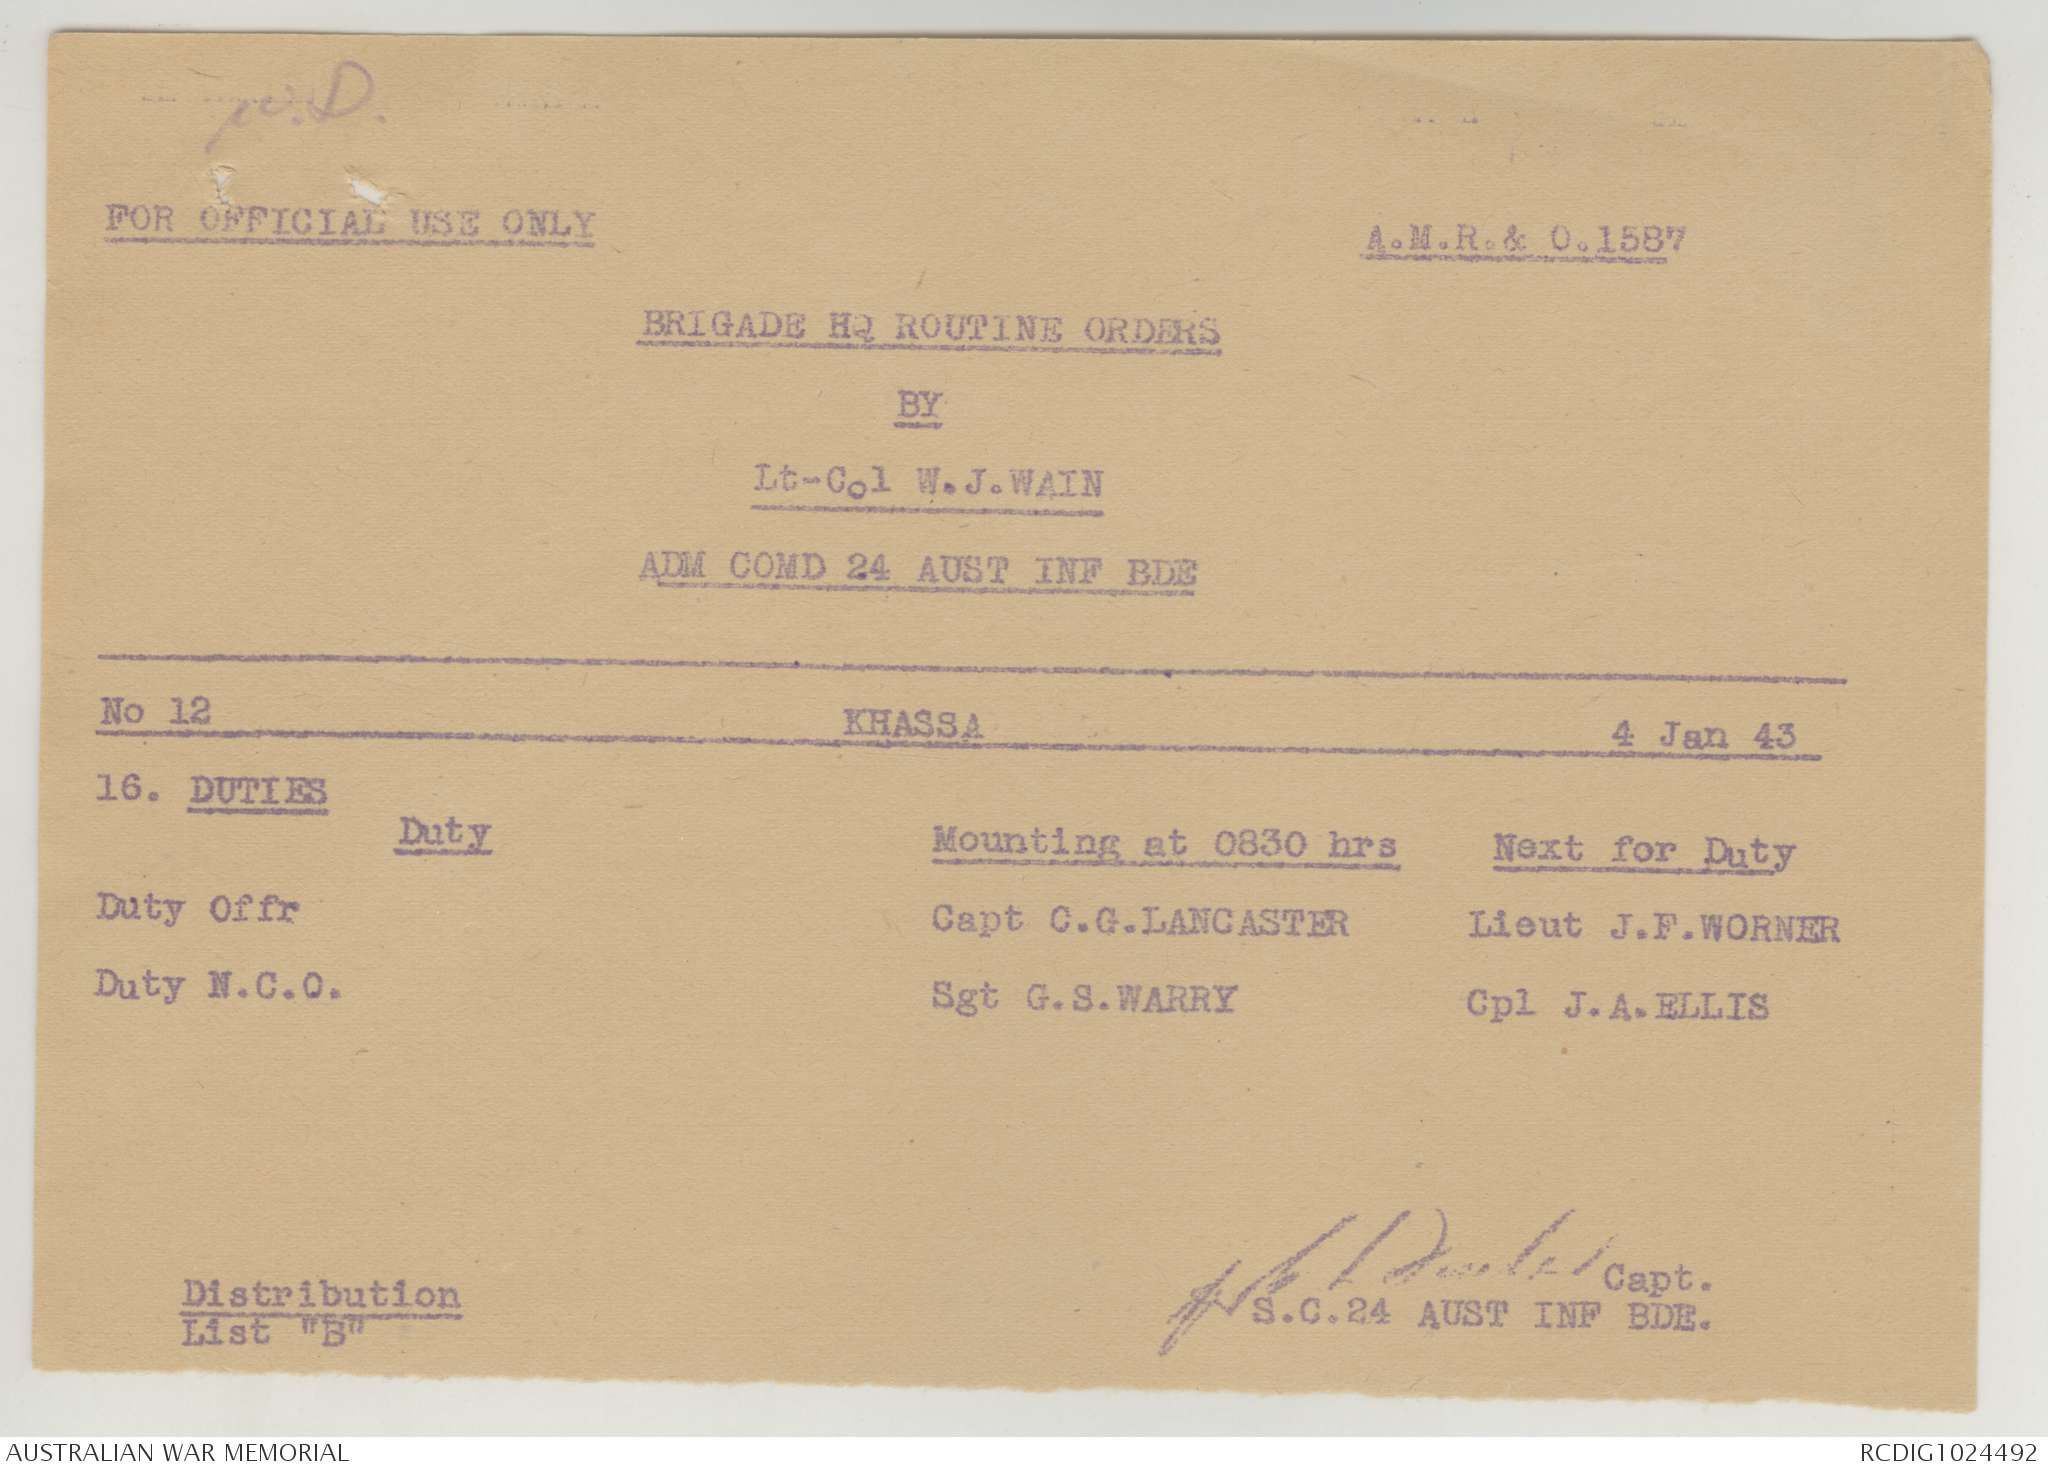 W.D.
FOR OFFICIAL USE ONLY
A.M.R.& O.1587
BRIGADE HQ ROUTINE ORDERS
BY
Lt-Col W.J.WAIN
ADM COMD 24 AUST INF BDE
No 12 KHASSA 4 Jan 43
16. DUTIES
Duty Mounting at 0830 hrs Next for Duty
Duty Offr Capt C.G.LANCASTER Lieut J.F.WORNER
Duty N.C.O. Sgt G.S.WARRY Cpl J.A.ELLIS
Capt.
S.C.24 AUST INF BDE.
Distribution
List "B"
AUSTRALIAN WAR MEMORIAL
RCDIG1024492